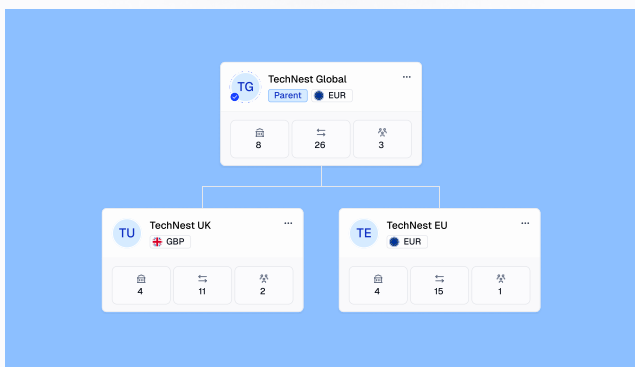 TG
TechNest Global
Parent EUR
8 26 3
TU
TechNest UK
GBP
4 11 2
TE
TechNest EU
EUR
4 15 1